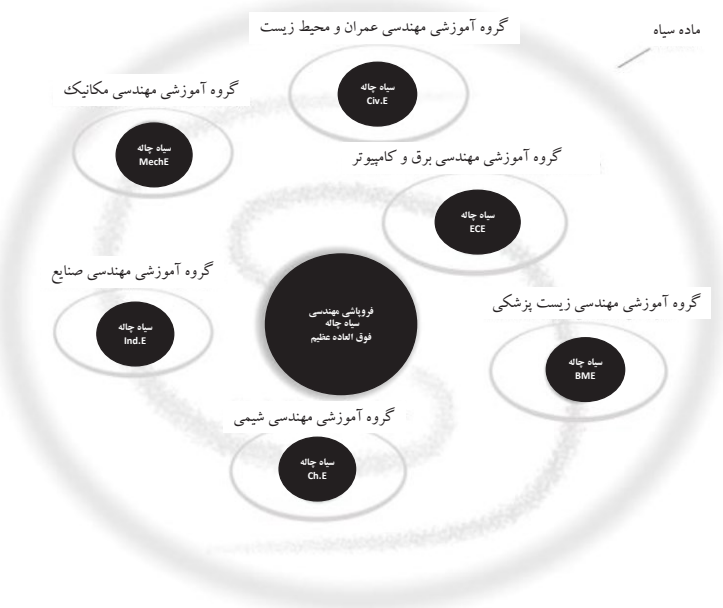 گروه آموزشی مهندسی عمران و محیط زیست
ماده سیاه
سیاه چاله
Civ.E
گروه آموزشی مهندسی مکانیک
سیاه چاله
MechE
گروه آموزشی مهندسی برق و کامپیوتر
سیاه چاله
ECE
گروه آموزشی مهندسی صنایع
سیاه چاله
Ind.E
فروپاشی مهندسی
سیاه چاله
فوق العاده عظیم
گروه آموزشی مهندسی زیست پزشکی
سیاه چاله
BME
گروه آموزشی مهندسی شیمی
سیاه چاله
Ch.E